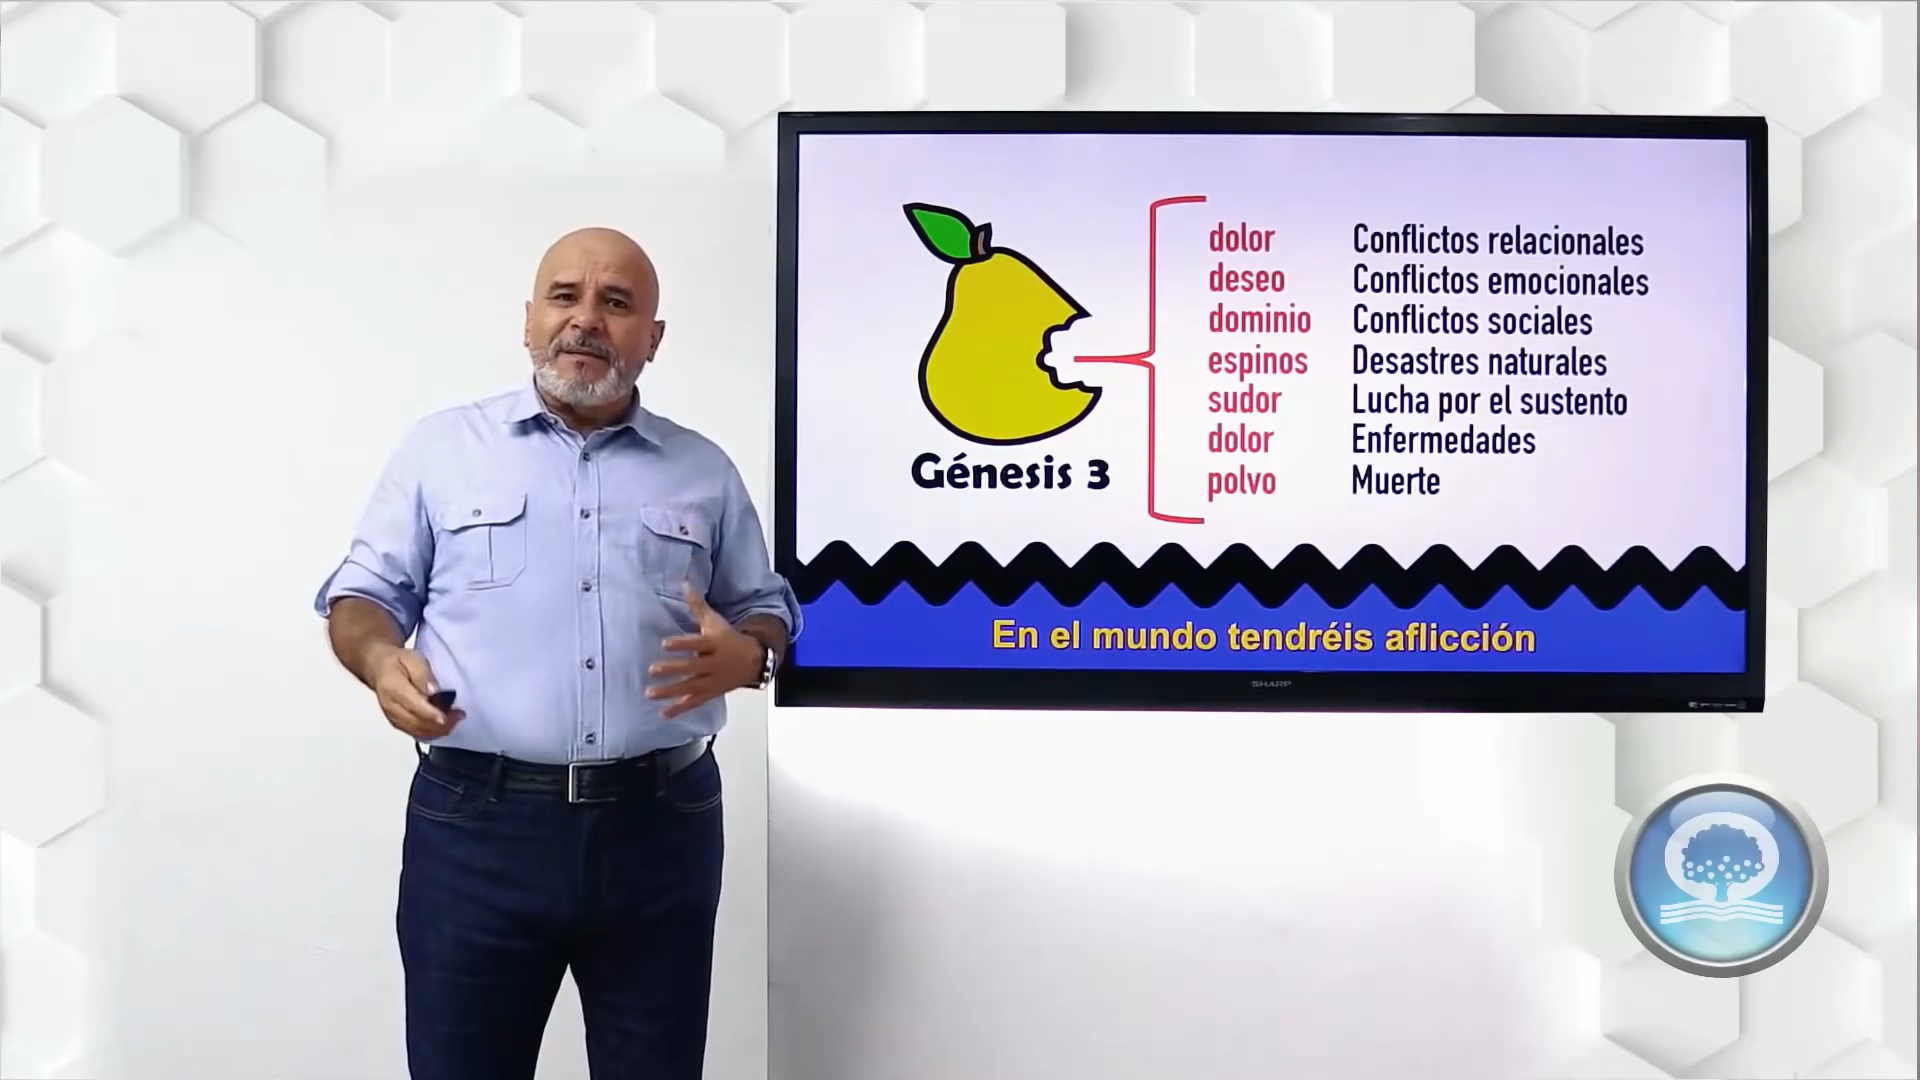 dolor Conflictos relacionales
deseo Conflictos emocionales
dominio Conflictos sociales
espinos Desastres naturales
sudor Lucha por el sustento
dolor Enfermedades
polvo Muerte
Génesis 3
En el mundo tendréis aflicción
SHARP